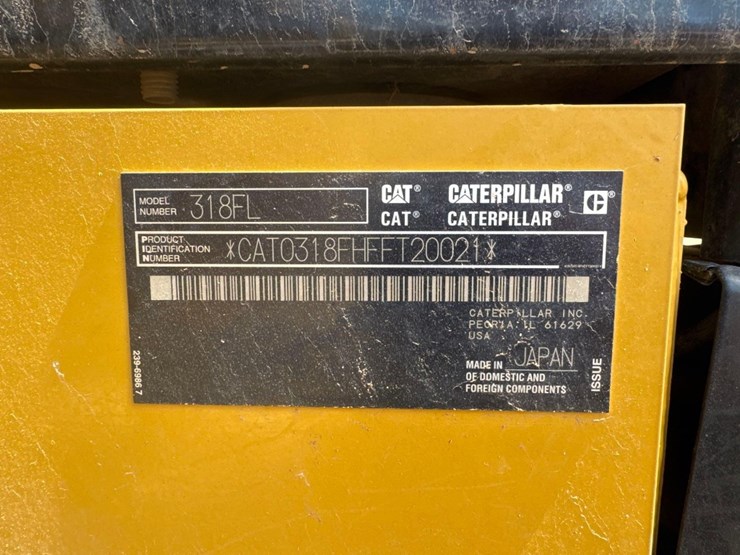 MODEL NUMBER 318FL
CAT® CATERPILLAR®
CAT® CATERPILLAR®
PRODUCT IDENTIFICATION NUMBER *CAT0318FHFFT20021*
CATERPILLAR INC.
PEORIA IL 61629
USA
MADE IN JAPAN
OF DOMESTIC AND
FOREIGN COMPONENTS
ISSUE
239-6986 7